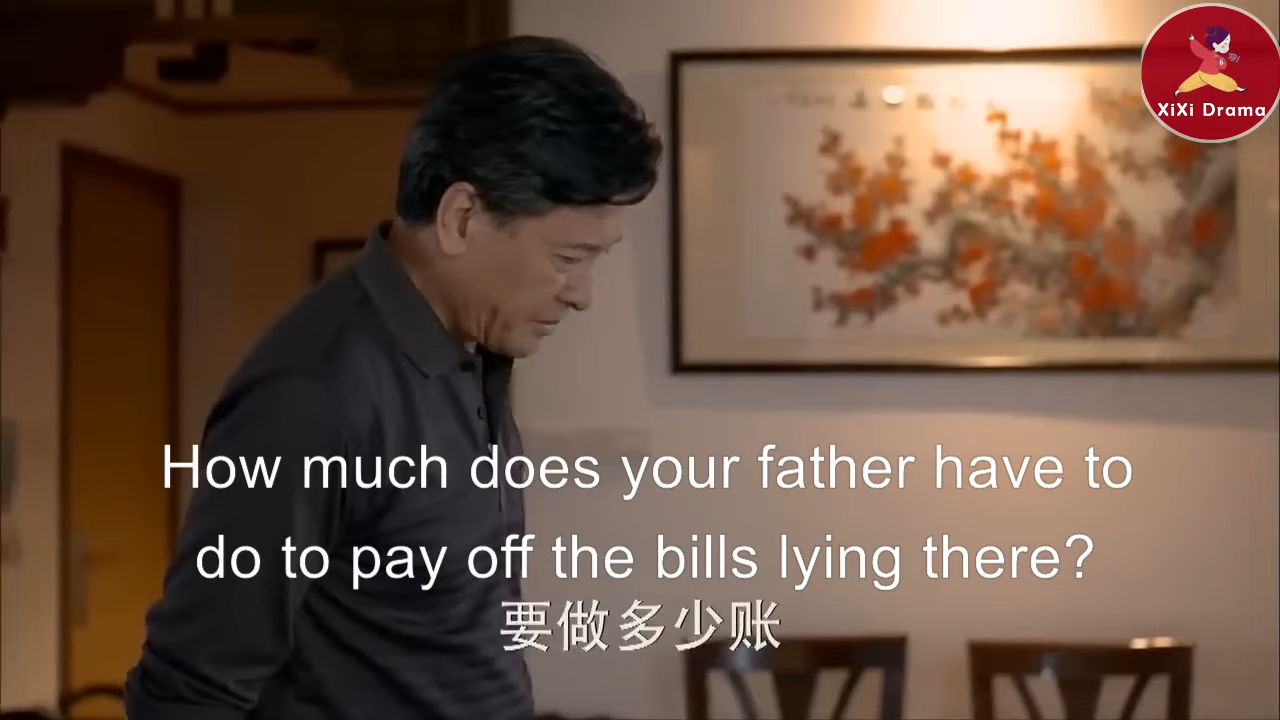 XiXi Drama
How much does your father have to
do to pay off the bills lying there?
要做多少账